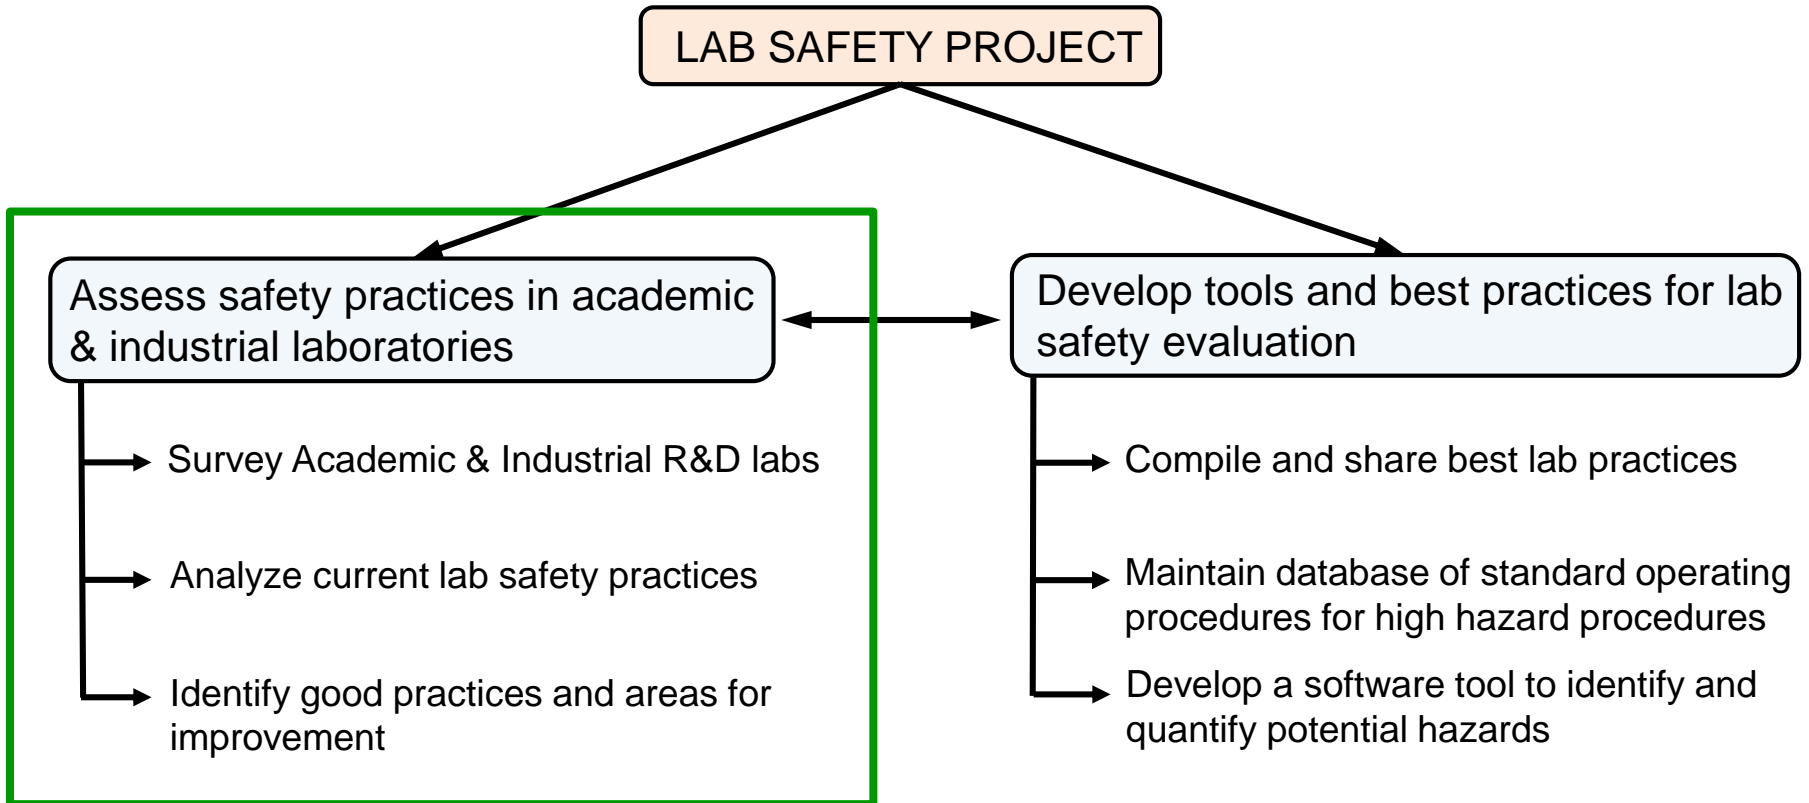 LAB SAFETY PROJECT
Assess safety practices in academic
& industrial laboratories
Survey Academic & Industrial R&D labs
Analyze current lab safety practices
Identify good practices and areas for
improvement
Develop tools and best practices for lab
safety evaluation
Compile and share best lab practices
Maintain database of standard operating
procedures for high hazard procedures
Develop a software tool to identify and
quantify potential hazards